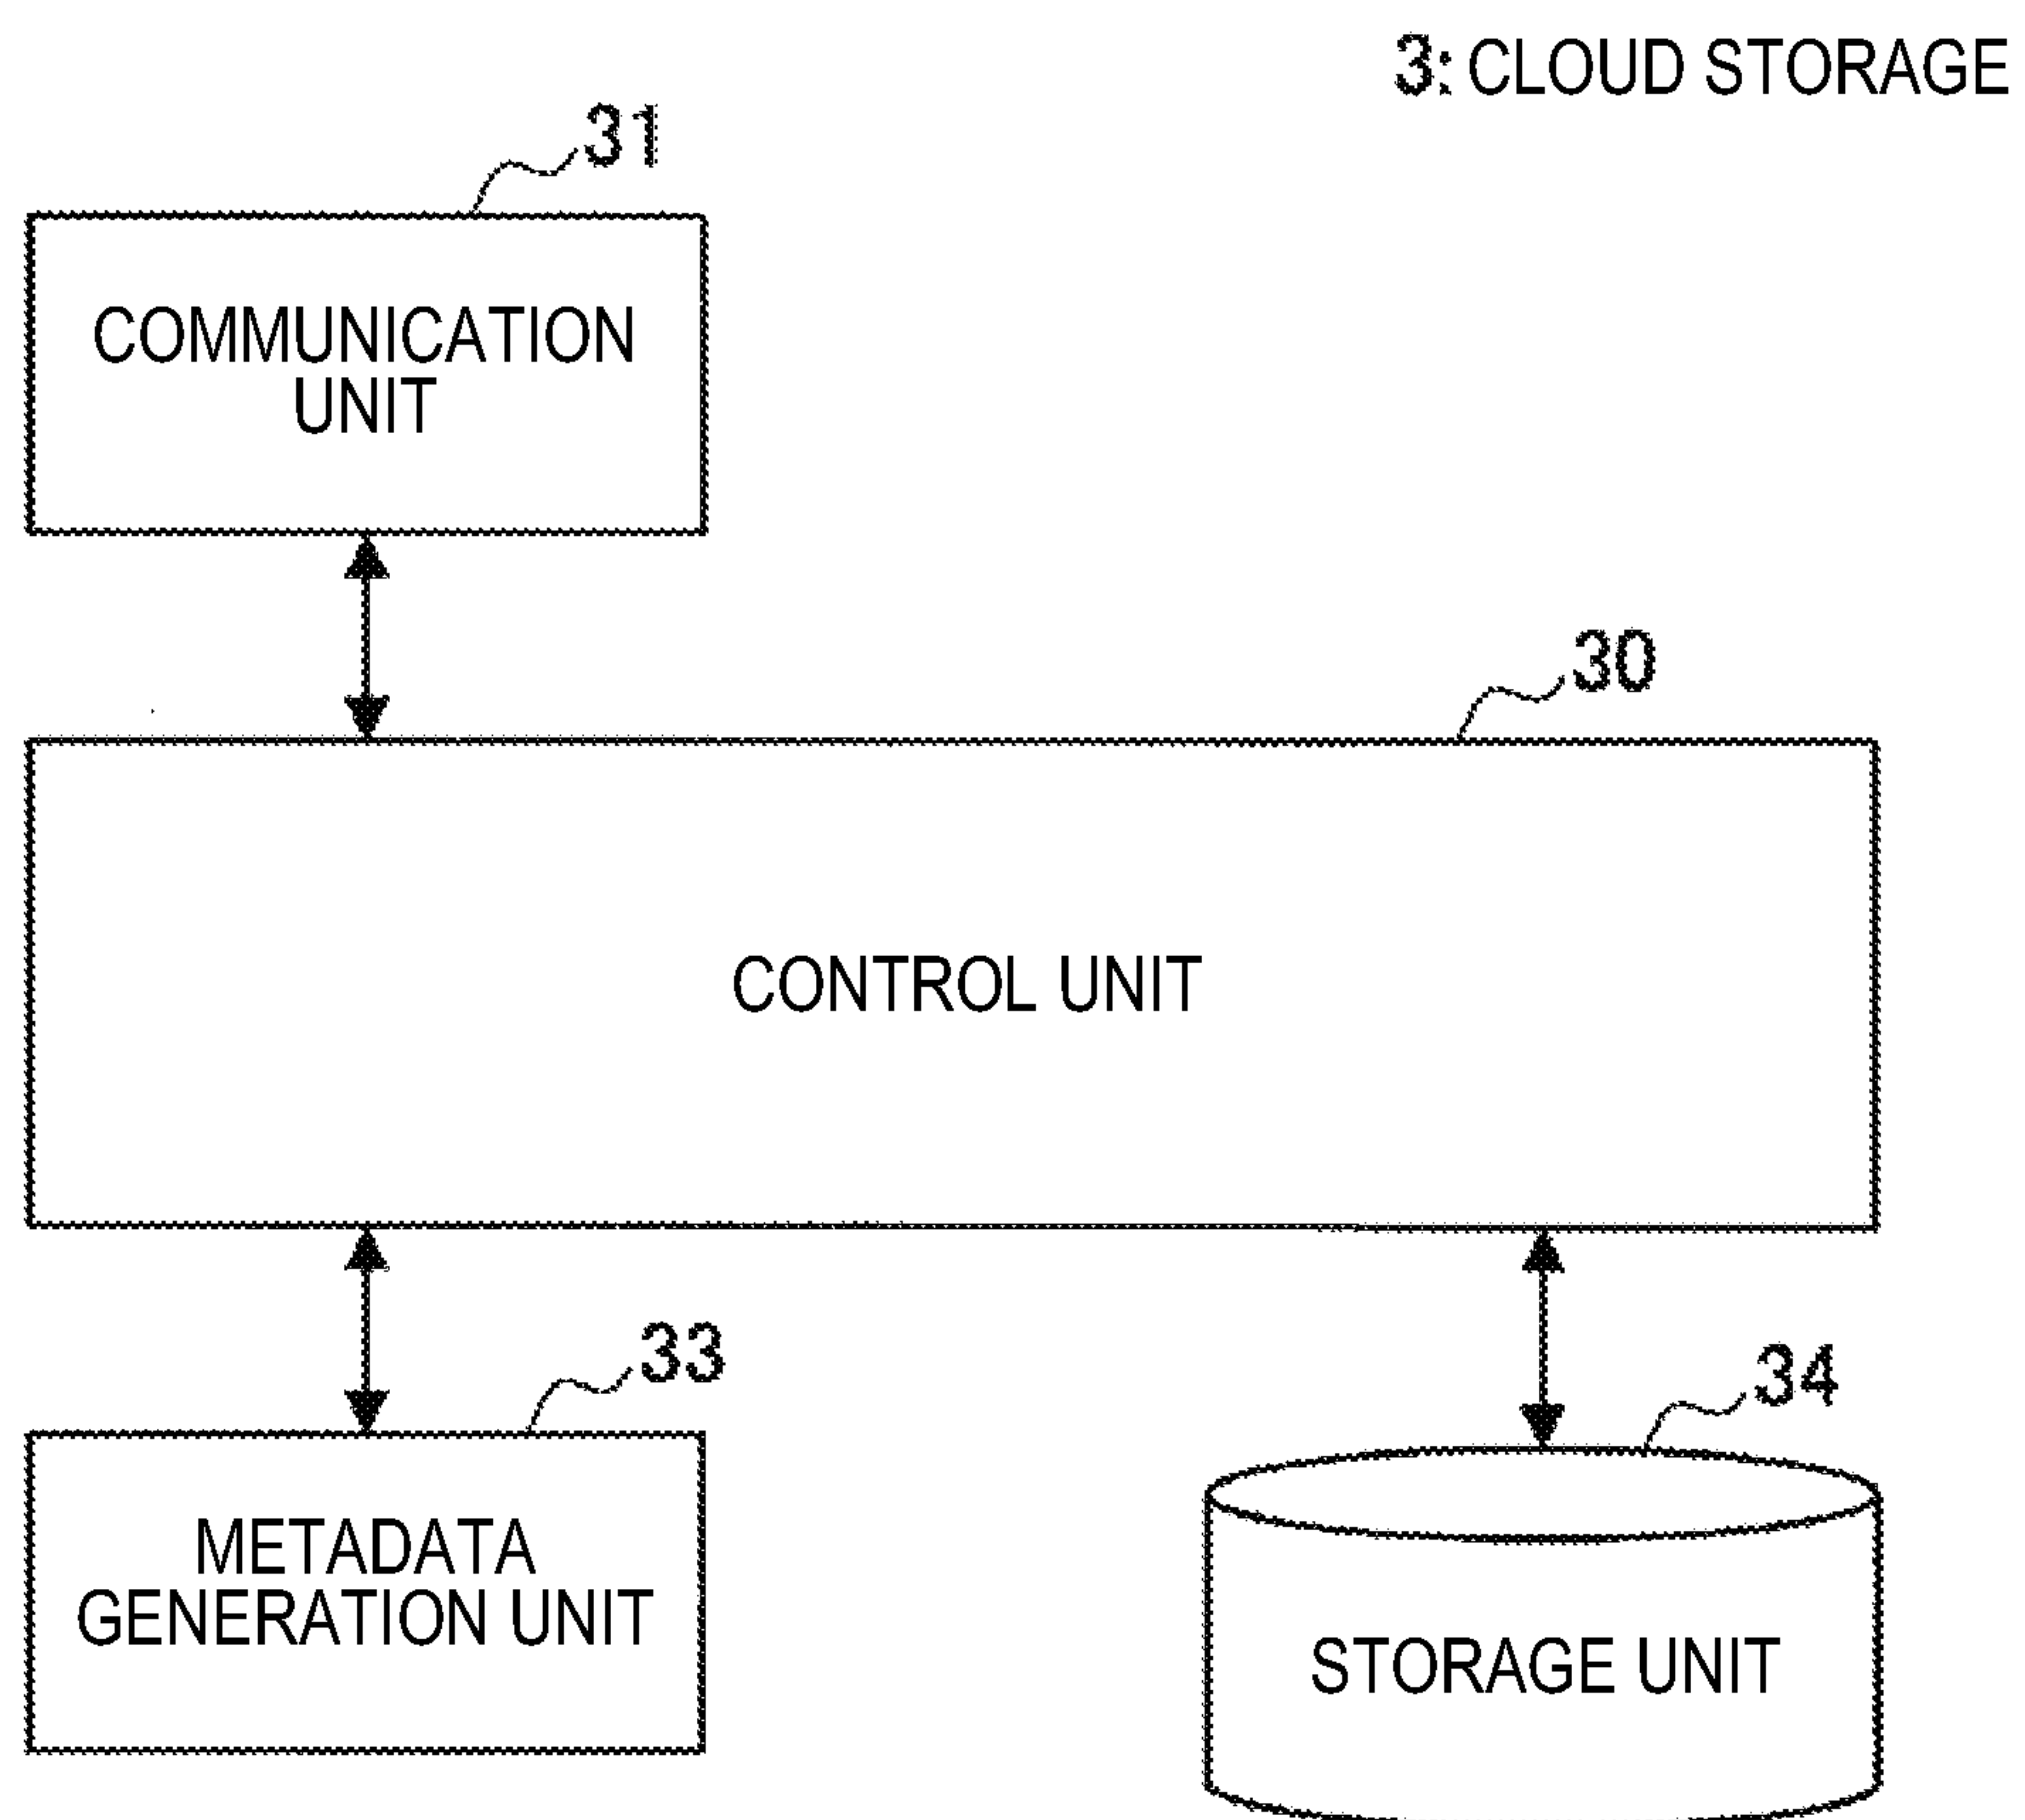 3: CLOUD STORAGE
31
COMMUNICATION
UNIT
30
CONTROL UNIT
33
34
METADATA
GENERATION UNIT
STORAGE UNIT